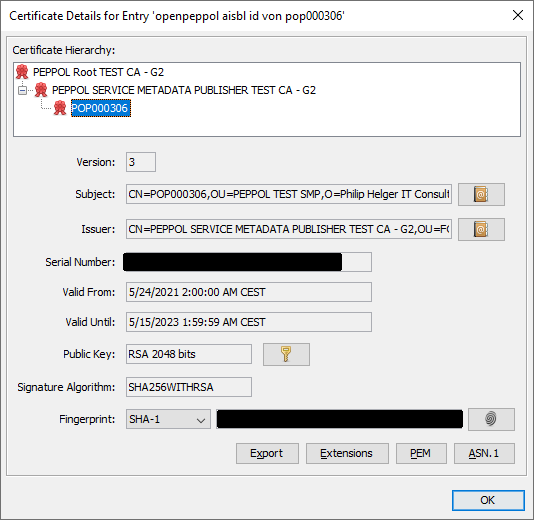 Certificate Details for Entry 'openpeppol aisbl id von pop000306'
Certificate Hierarchy:
PEPPOL Root TEST CA - G2
PEPPOL SERVICE METADATA PUBLISHER TEST CA - G2
POP000306
Version: 3
Subject: CN=POP000306,OU=PEPPOL TEST SMP,O=Philip Helger IT Consult
Issuer: CN=PEPPOL SERVICE METADATA PUBLISHER TEST CA - G2,OU=FO
Serial Number:
Valid From: 5/24/2021 2:00:00 AM CEST
Valid Until: 5/15/2023 1:59:59 AM CEST
Public Key: RSA 2048 bits
Signature Algorithm: SHA256WITHRSA
Fingerprint: SHA-1
Export Extensions PEM ASN.1
OK